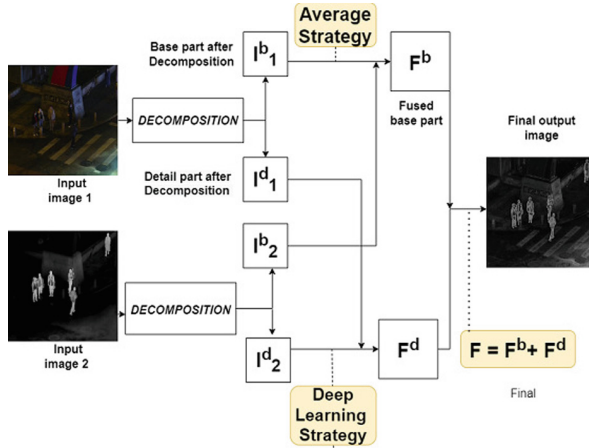 Average
Strategy
Base part after
Decomposition
I^b_1
F^b
Fused
base part
DECOMPOSITION
Input
image 1
Detail part after
Decomposition
I^d_1
Final output
image
I^b_2
DECOMPOSITION
Input
image 2
I^d_2
F^d
F = F^b+ F^d
Final
Deep
Learning
Strategy